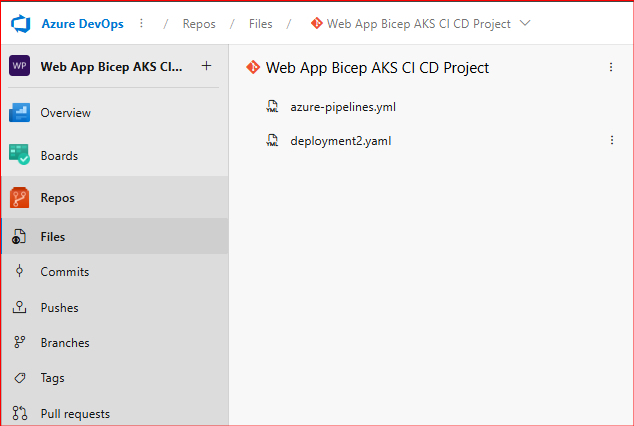 Azure DevOps / Repos / Files / Web App Bicep AKS CI CD Project
WP Web App Bicep AKS CI... +
Overview
Boards
Repos
Files
Commits
Pushes
Branches
Tags
Pull requests
Web App Bicep AKS CI CD Project
YML azure-pipelines.yml
YML deployment2.yaml